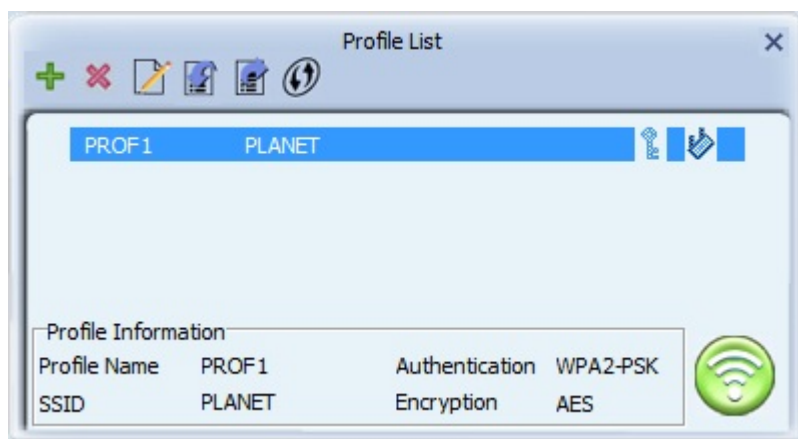 Profile List
PROF1 PLANET
Profile Information
Profile Name PROF1 Authentication WPA2-PSK
SSID PLANET Encryption AES